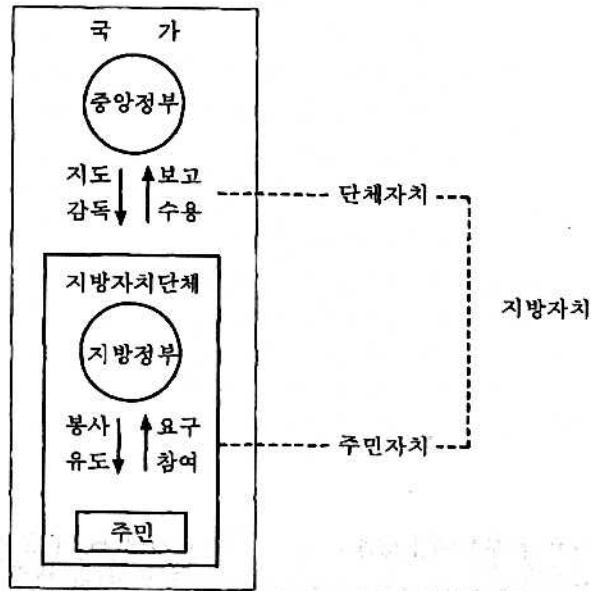 국 가
중앙정부
지도 보고
감독 수용
단체자치
지방자치단체
지방자치
지방정부
봉사 요구
유도 참여
주민자치
주민